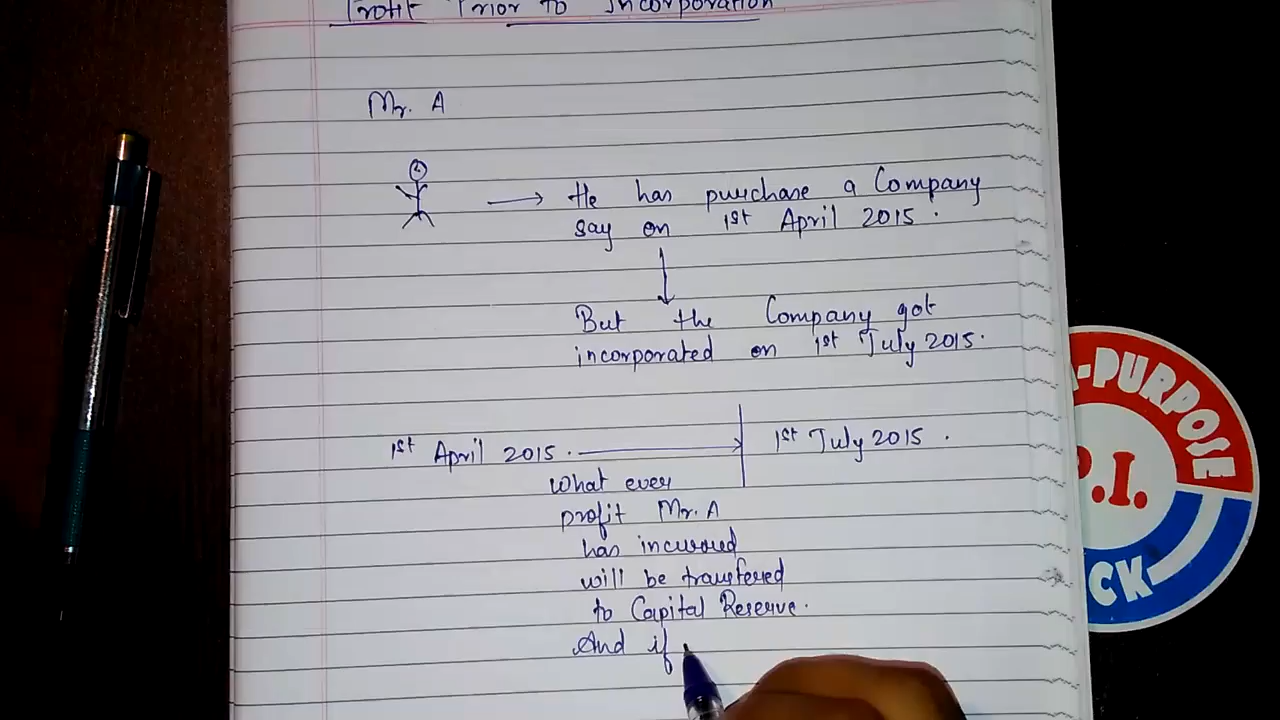 Profit Prior to Incorporation
Mr. A
He has purchase a Company
say on 1st April 2015.
But the Company got
incorporated on 1st July 2015.
1st April 2015. 1st July 2015.
What ever
profit Mr. A
has incurred
will be transfered
to Capital Reserve.
And if
-PURPOSE
P.I.
CK